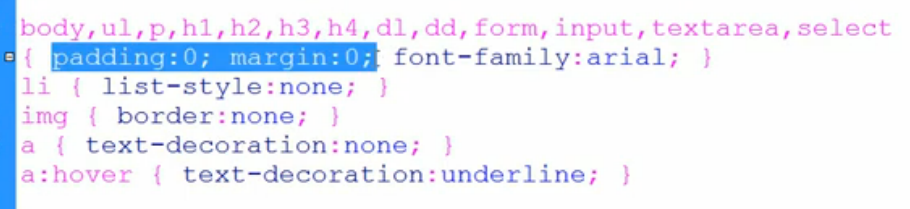 body,ul,p,h1,h2,h3,h4,dl,dd,form,input,textarea,select
{ padding:0; margin:0; font-family:arial; }
li { list-style:none; }
img { border:none; }
a { text-decoration:none; }
a:hover { text-decoration:underline; }